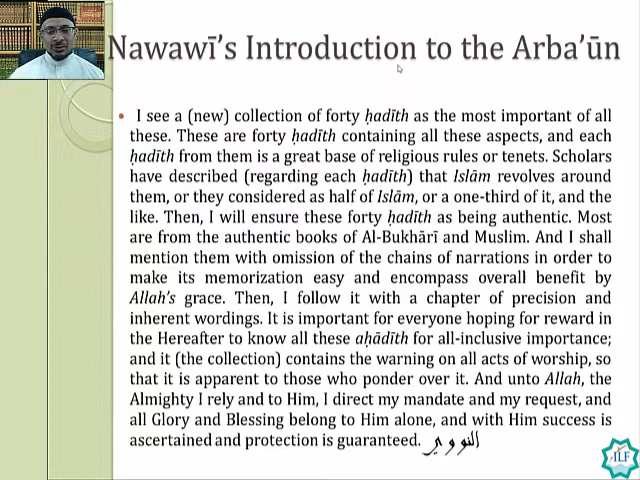 Nawawī's Introduction to the Arba'ūn
I see a (new) collection of forty ḥadīth as the most important of all
these. These are forty ḥadīth containing all these aspects, and each
ḥadīth from them is a great base of religious rules or tenets. Scholars
have described (regarding each ḥadīth) that Islām revolves around
them, or they considered as half of Islām, or a one-third of it, and the
like. Then, I will ensure these forty ḥadīth as being authentic. Most
are from the authentic books of Al-Bukhārī and Muslim. And I shall
mention them with omission of the chains of narrations in order to
make its memorization easy and encompass overall benefit by
Allah's grace. Then, I follow it with a chapter of precision and
inherent wordings. It is important for everyone hoping for reward in
the Hereafter to know all these aḥādīth for all-inclusive importance;
and it (the collection) contains the warning on all acts of worship, so
that it is apparent to those who ponder over it. And unto Allah, the
Almighty I rely and to Him, I direct my mandate and my request, and
all Glory and Blessing belong to Him alone, and with Him success is
ascertained and protection is guaranteed. النووي
ILF